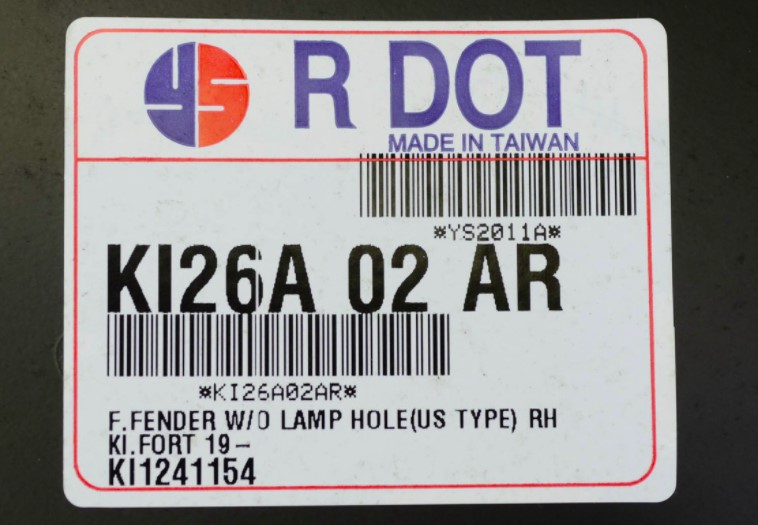 YS R DOT
MADE IN TAIWAN
*YS2011A*
KI26A 02 AR
*KI26A02AR*
F.FENDER W/O LAMP HOLE(US TYPE) RH
KI.FORT 19-
KI1241154